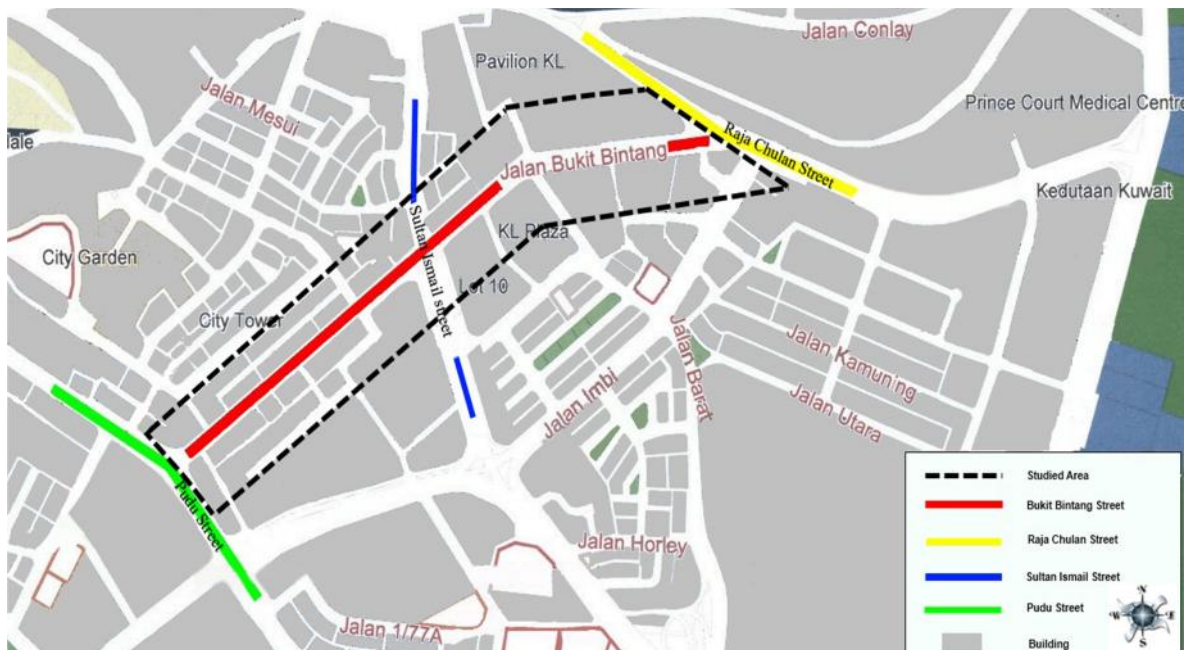 Jalan Conlay
Pavilion KL
Jalan Mesui
Prince Court Medical Centre
Raja Chulan Street
Jalan Bukit Bintang
Kedutaan Kuwait
Sultan Ismail street
KL Plaza
City Garden
Lot 10
City Tower
Jalan Barat
Jalan Kamuning
Jalan Imbi
Jalan Utara
Pudu Street
Jalan Horley
Jalan 1/77A
Studied Area
Bukit Bintang Street
Raja Chulan Street
Sultan Ismail Street
Pudu Street
Building
N
W E
S